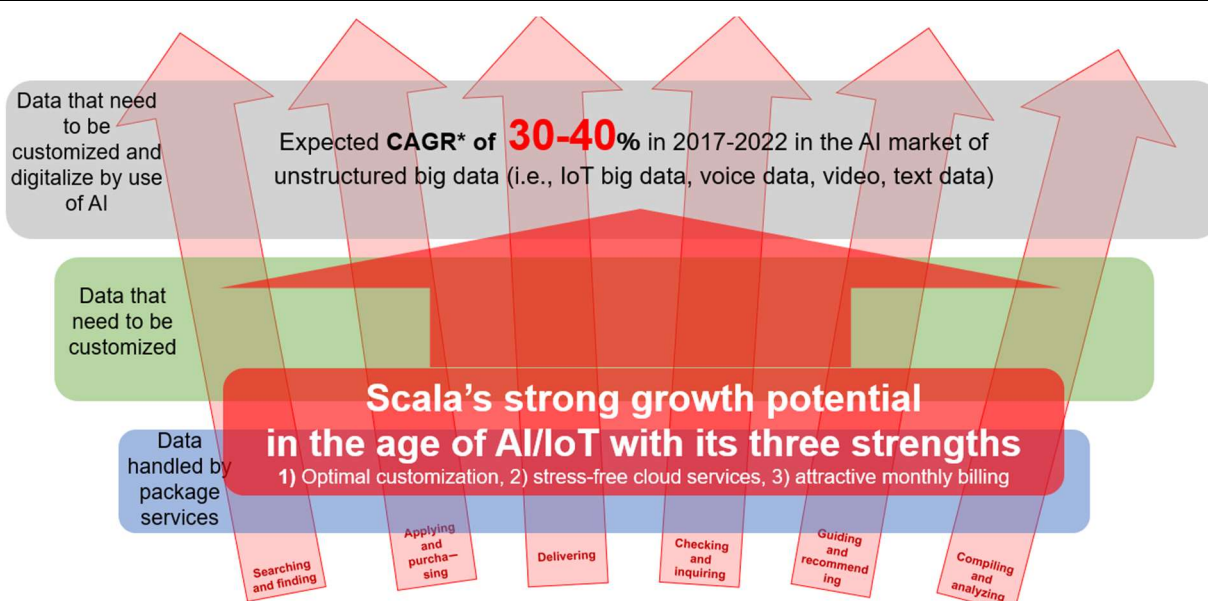 Data that need
to be
customized and
digitalize by use
of AI
Expected CAGR* of 30-40% in 2017-2022 in the AI market of
unstructured big data (i.e., IoT big data, voice data, video, text data)
Data that
need to be
customized
Scala's strong growth potential
in the age of AI/IoT with its three strengths
1) Optimal customization, 2) stress-free cloud services, 3) attractive monthly billing
Data
handled by
package
services
Searching
and finding
Applying
and
purcha–
sing
Delivering
Checking
and
inquiring
Guiding
and
recommend
ing
Compiling
and
analyzing